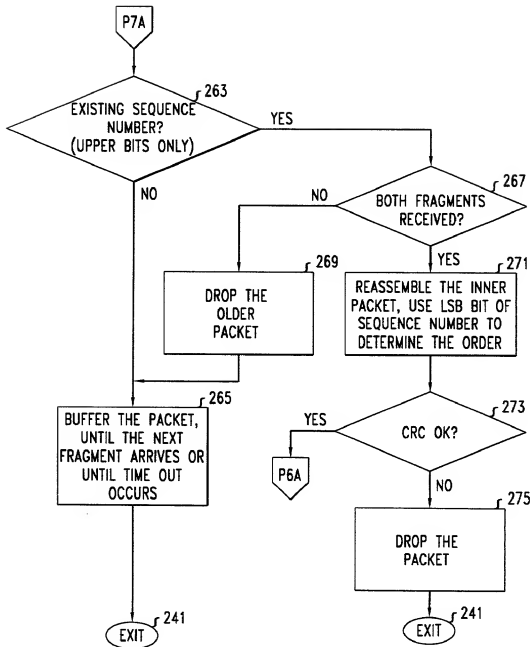 P7A
263
EXISTING SEQUENCE
NUMBER?
(UPPER BITS ONLY)
YES
NO
267
BOTH FRAGMENTS
RECEIVED?
NO
YES
269
DROP THE
OLDER
PACKET
271
REASSEMBLE THE INNER
PACKET, USE LSB BIT OF
SEQUENCE NUMBER TO
DETERMINE THE ORDER
265
BUFFER THE PACKET,
UNTIL THE NEXT
FRAGMENT ARRIVES OR
UNTIL TIME OUT
OCCURS
273
CRC OK?
YES
P6A
NO
275
DROP THE
PACKET
241
EXIT
241
EXIT